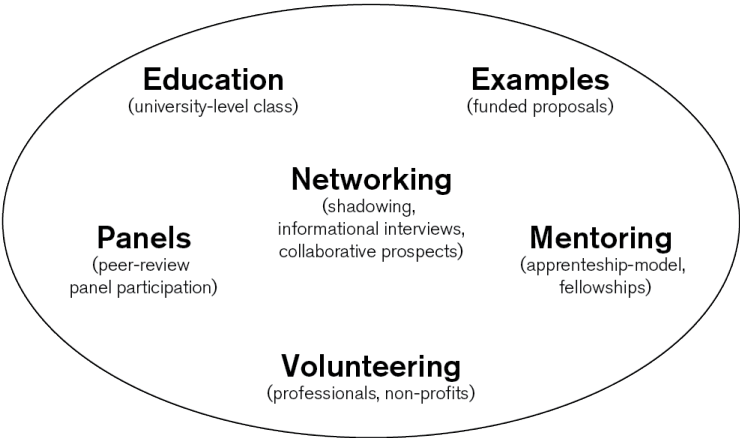 Education
(university-level class)
Examples
(funded proposals)
Networking
(shadowing,
informational interviews,
collaborative prospects)
Panels
(peer-review
panel participation)
Mentoring
(apprenteship-model,
fellowships)
Volunteering
(professionals, non-profits)